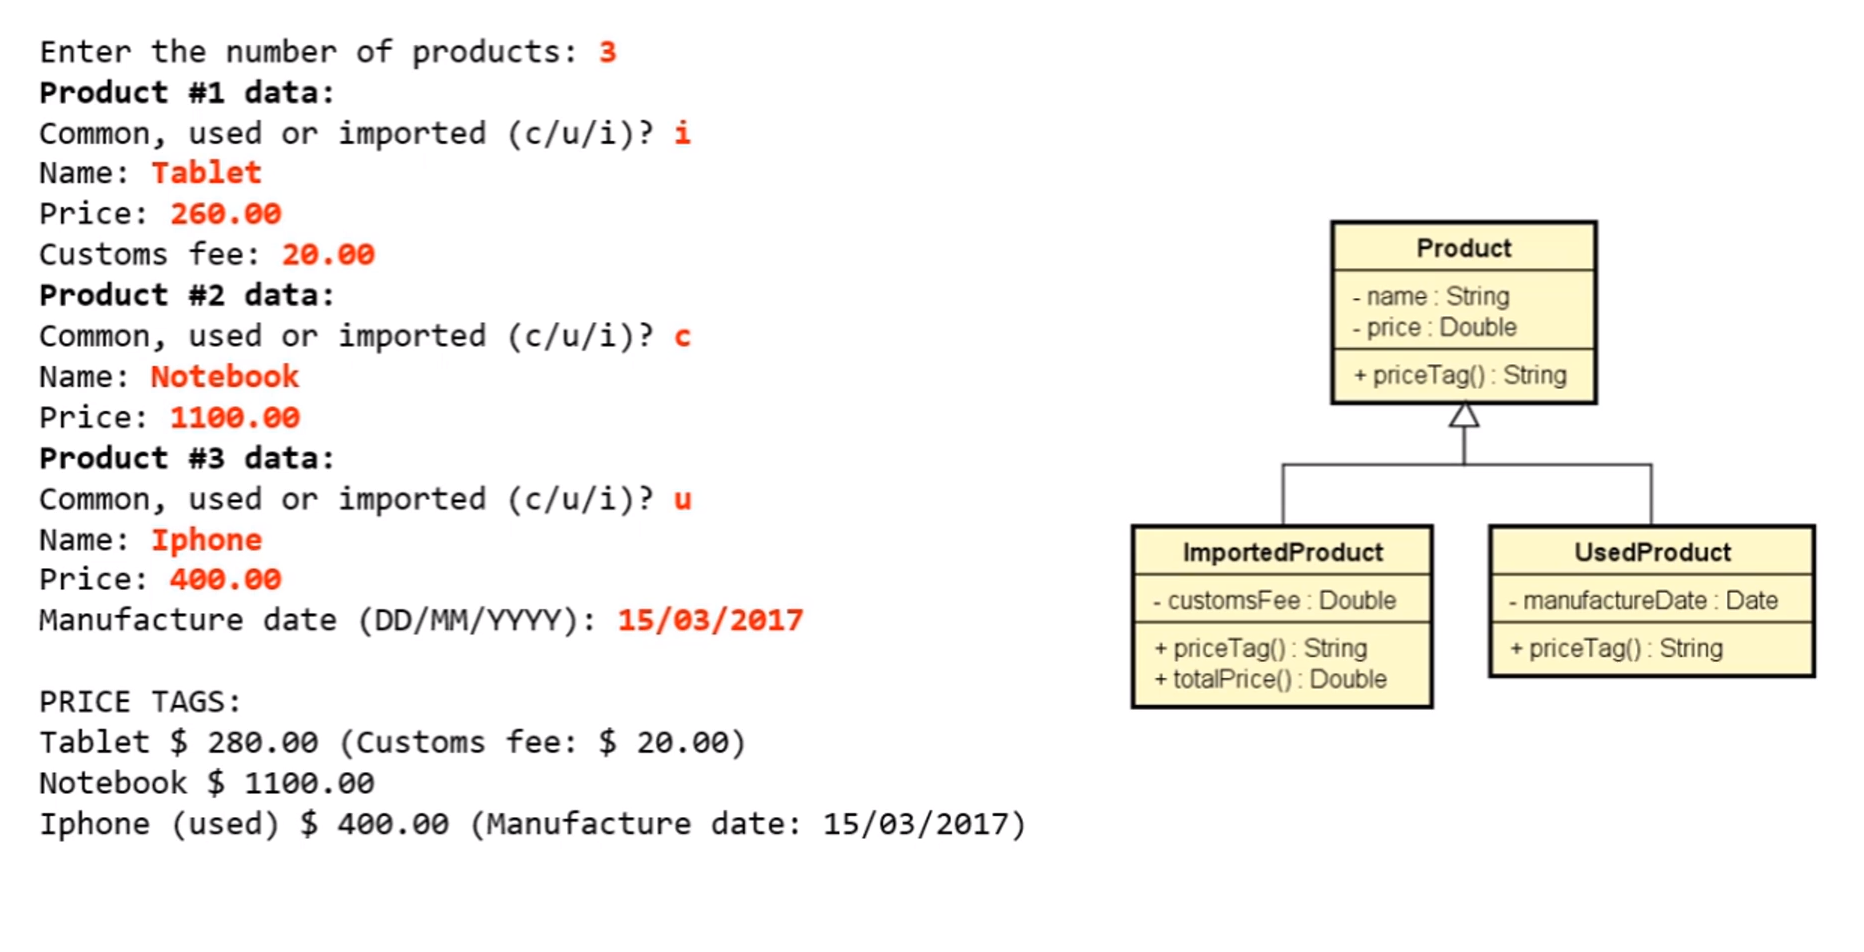 Enter the number of products: 3
Product #1 data:
Common, used or imported (c/u/i)? i
Name: Tablet
Price: 260.00
Customs fee: 20.00
Product #2 data:
Common, used or imported (c/u/i)? c
Name: Notebook
Price: 1100.00
Product #3 data:
Common, used or imported (c/u/i)? u
Name: Iphone
Price: 400.00
Manufacture date (DD/MM/YYYY): 15/03/2017
PRICE TAGS:
Tablet $ 280.00 (Customs fee: $ 20.00)
Notebook $ 1100.00
Iphone (used) $ 400.00 (Manufacture date: 15/03/2017)
Product
- name : String
- price : Double
+ priceTag() : String
ImportedProduct
- customsFee : Double
+ priceTag() : String
+ totalPrice() : Double
UsedProduct
- manufactureDate : Date
+ priceTag() : String